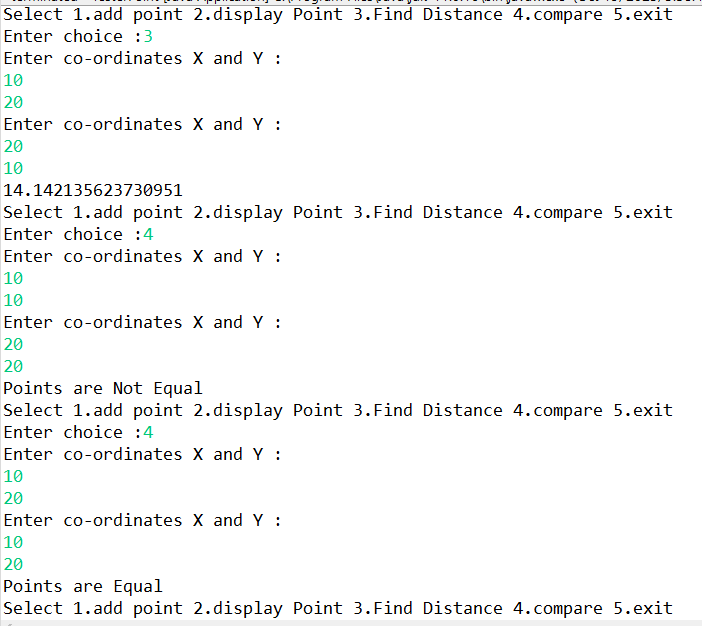 Select 1.add point 2.display Point 3.Find Distance 4.compare 5.exit
Enter choice :3
Enter co-ordinates X and Y :
10
20
Enter co-ordinates X and Y :
20
10
14.142135623730951
Select 1.add point 2.display Point 3.Find Distance 4.compare 5.exit
Enter choice :4
Enter co-ordinates X and Y :
10
10
Enter co-ordinates X and Y :
20
20
Points are Not Equal
Select 1.add point 2.display Point 3.Find Distance 4.compare 5.exit
Enter choice :4
Enter co-ordinates X and Y :
10
20
Enter co-ordinates X and Y :
10
20
Points are Equal
Select 1.add point 2.display Point 3.Find Distance 4.compare 5.exit